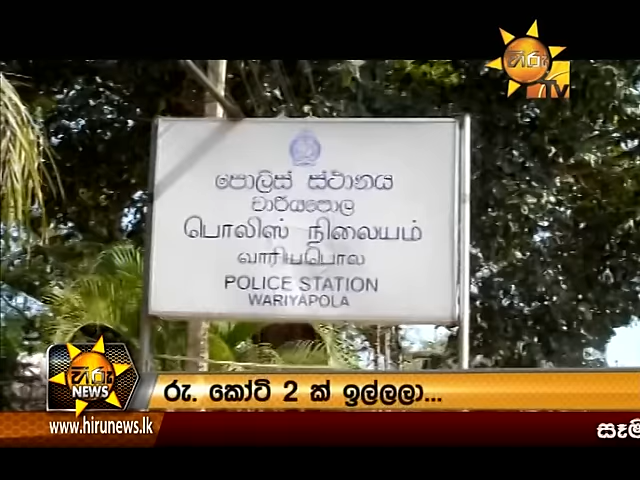 හිරු
TV
පොලිස් ස්ථානය
වාරියපොල
பொலிஸ் நிலையம்
வாரியபொல
POLICE STATION
WARIYAPOLA
හිරු
NEWS
රු. කෝටි 2 ක් ඉල්ලලා...
www.hirunews.lk